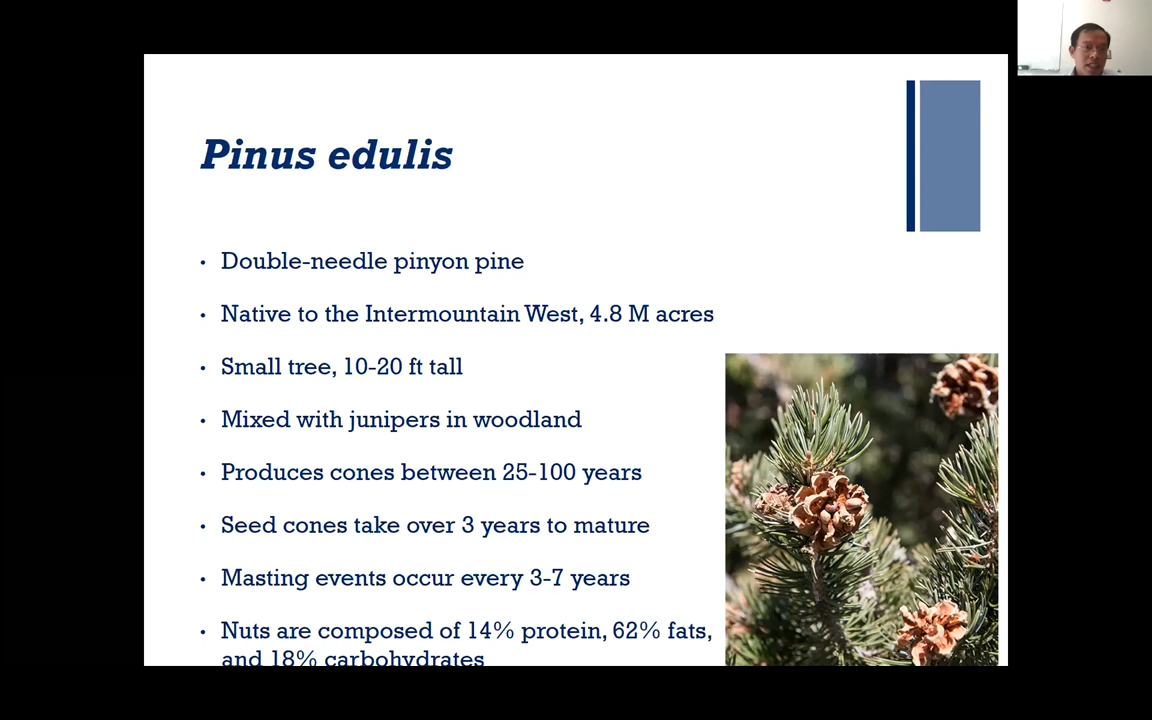 Pinus edulis
• Double-needle pinyon pine
• Native to the Intermountain West, 4.8 M acres
• Small tree, 10-20 ft tall
• Mixed with junipers in woodland
• Produces cones between 25-100 years
• Seed cones take over 3 years to mature
• Masting events occur every 3-7 years
• Nuts are composed of 14% protein, 62% fats,
and 18% carbohydrates